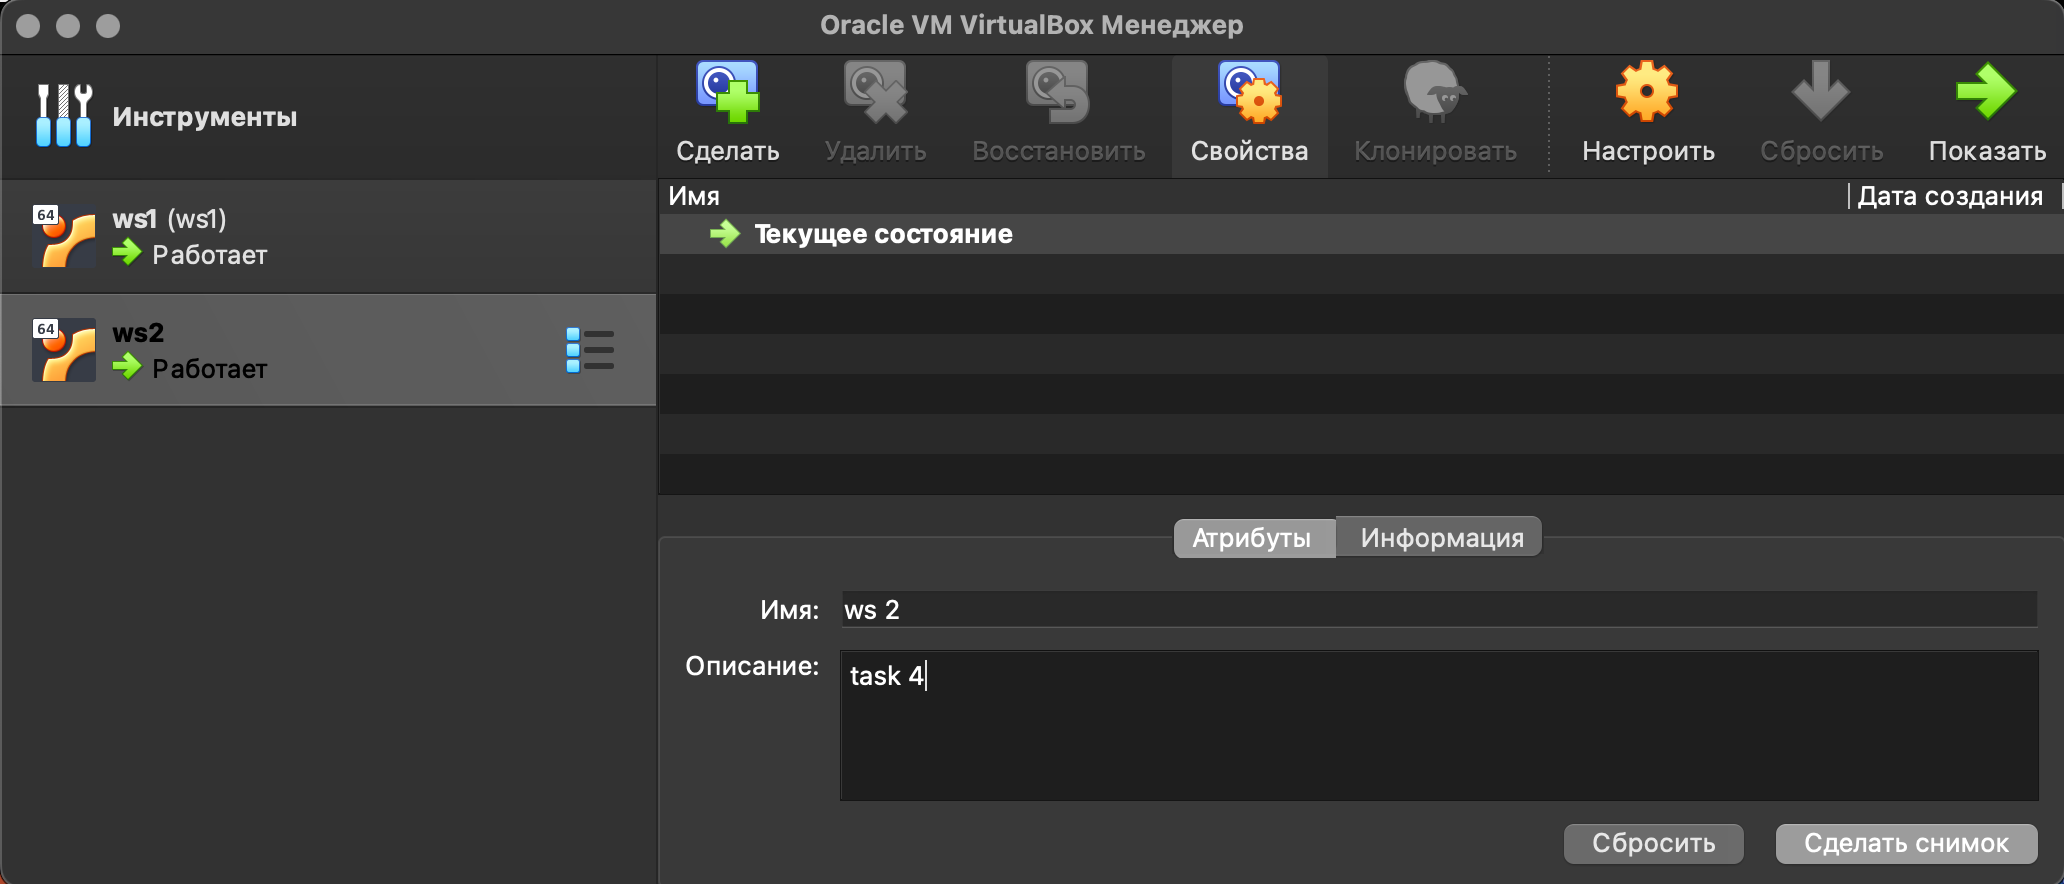 Oracle VM VirtualBox Менеджер
Инструменты
Сделать Удалить Восстановить Свойства Клонировать Настроить Сбросить Показать
Имя Дата создания
Текущее состояние
64 ws1 (ws1)
Работает
64 ws2
Работает
Атрибуты Информация
Имя: ws 2
Описание: task 4
Сбросить Сделать снимок